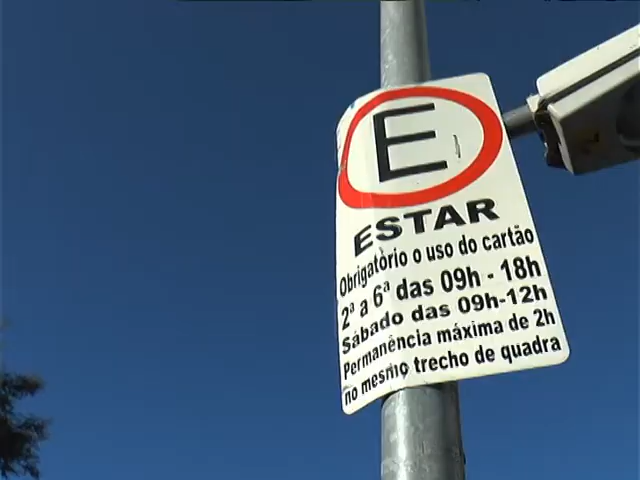 E
ESTAR
Obrigatório o uso do cartão
2ª a 6ª das 09h - 18h
Sábado das 09h-12h
Permanência máxima de 2h
no mesmo trecho de quadra